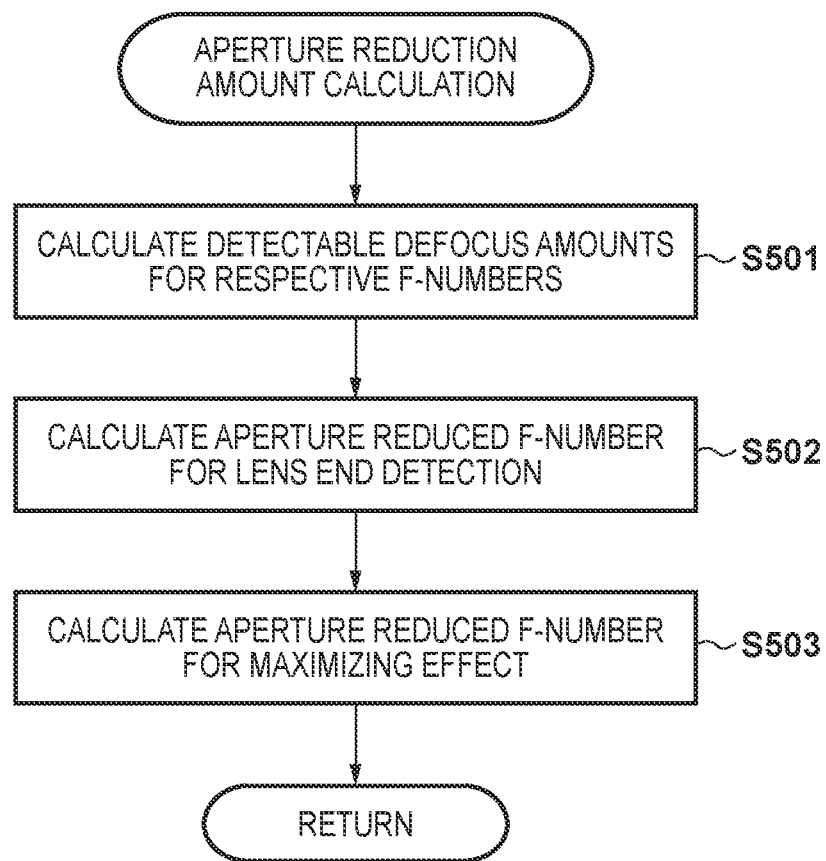 APERTURE REDUCTION
AMOUNT CALCULATION
CALCULATE DETECTABLE DEFOCUS AMOUNTS
FOR RESPECTIVE F-NUMBERS
S501
CALCULATE APERTURE REDUCED F-NUMBER
FOR LENS END DETECTION
S502
CALCULATE APERTURE REDUCED F-NUMBER
FOR MAXIMIZING EFFECT
S503
RETURN